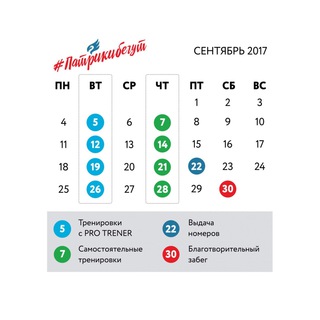 #Патрикибегут
СЕНТЯБРЬ 2017
ПН ВТ СР ЧТ ПТ СБ ВС
1 2 3
4 5 6 7 8 9 10
11 12 13 14 15 16 17
18 19 20 21 22 23 24
25 26 27 28 29 30
5 Тренировки с PRO TRENER
22 Выдача номеров
7 Самостоятельные тренировки
30 Благотворительный забег